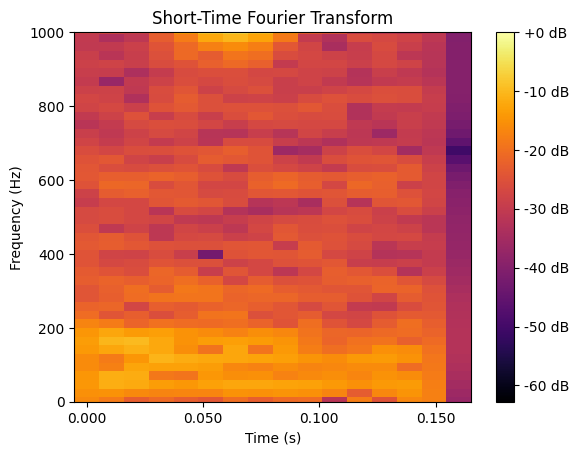 Short-Time Fourier Transform
1000
800
600
400
200
0
Frequency (Hz)
0.000
0.050
0.100
0.150
Time (s)
+0 dB
-10 dB
-20 dB
-30 dB
-40 dB
-50 dB
-60 dB